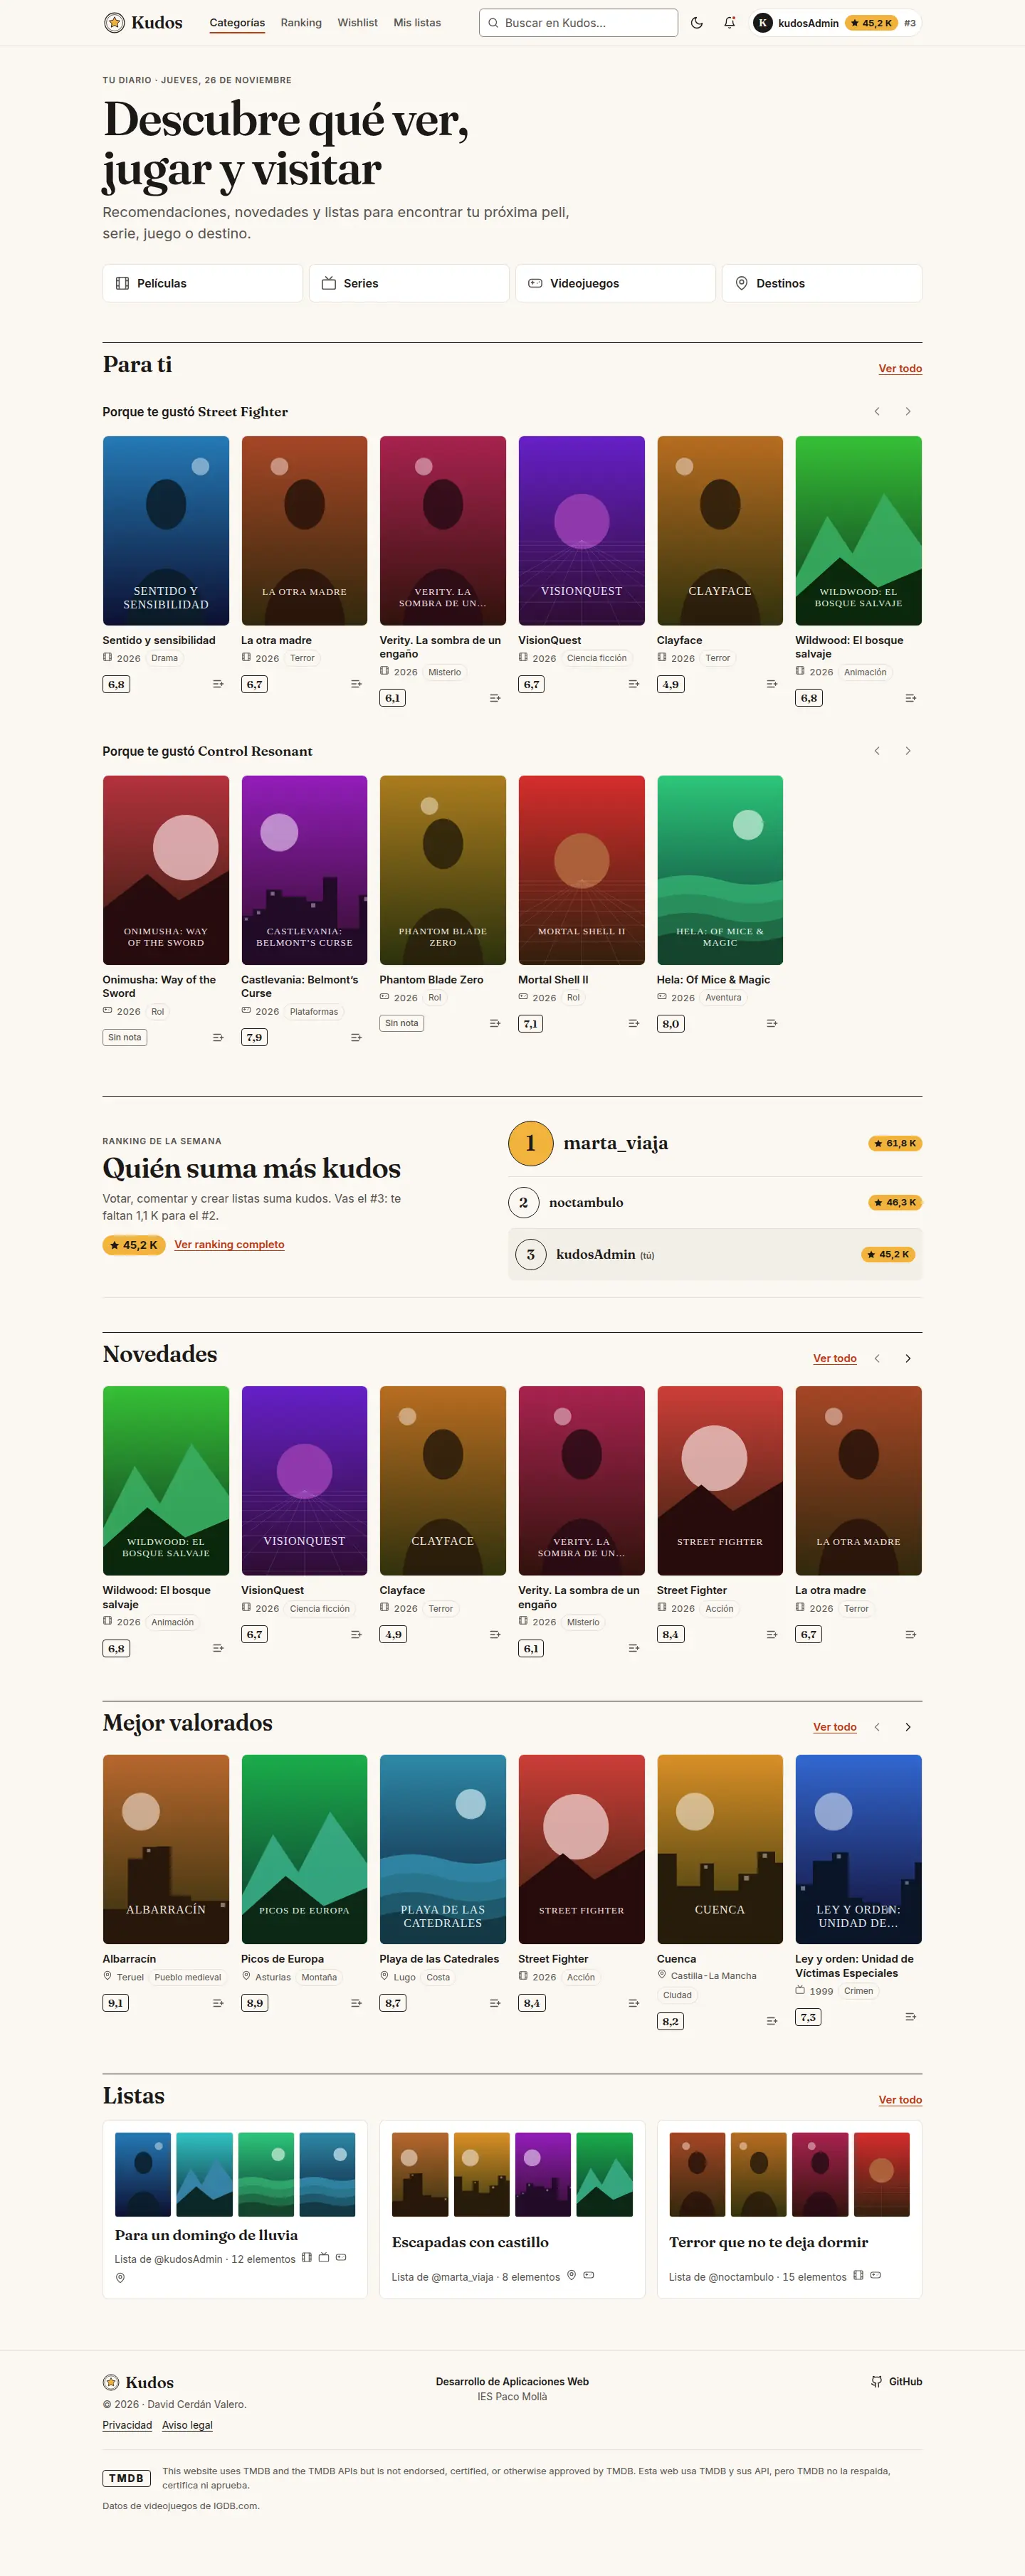 Kudos
Categorías
Ranking
Wishlist
Mis listas
Buscar en Kudos...
K
kudosAdmin
45,2 K
#3
TU DIARIO · JUEVES, 26 DE NOVIEMBRE
Descubre qué ver,
jugar y visitar
Recomendaciones, novedades y listas para encontrar tu próxima peli,
serie, juego o destino.
Películas
Series
Videojuegos
Destinos
Para ti
Ver todo
Porque te gustó Street Fighter
SENTIDO Y
SENSIBILIDAD
LA OTRA MADRE
VERITY. LA
SOMBRA DE UN...
VISIONQUEST
CLAYFACE
WILDWOOD: EL
BOSQUE SALVAJE
Sentido y sensibilidad
2026 Drama
6,8
La otra madre
2026 Terror
6,7
Verity. La sombra de un
engaño
2026 Misterio
6,1
VisionQuest
2026 Ciencia ficción
6,7
Clayface
2026 Terror
4,9
Wildwood: El bosque
salvaje
2026 Animación
6,8
Porque te gustó Control Resonant
ONIMUSHA: WAY
OF THE SWORD
CASTLEVANIA:
BELMONT'S CURSE
PHANTOM BLADE
ZERO
MORTAL SHELL II
HELA: OF MICE &
MAGIC
Onimusha: Way of the
Sword
2026 Rol
Sin nota
Castlevania: Belmont's
Curse
2026 Plataformas
7,9
Phantom Blade Zero
2026 Rol
Sin nota
Mortal Shell II
2026 Rol
7,1
Hela: Of Mice & Magic
2026 Aventura
8,0
RANKING DE LA SEMANA
Quién suma más kudos
Votar, comentar y crear listas suma kudos. Vas el #3: te
faltan 1,1 K para el #2.
45,2 K
Ver ranking completo
1 marta_viaja 61,8 K
2 noctambulo 46,3 K
3 kudosAdmin (tú) 45,2 K
Novedades
Ver todo
WILDWOOD: EL
BOSQUE SALVAJE
VISIONQUEST
CLAYFACE
VERITY. LA
SOMBRA DE UN...
STREET FIGHTER
LA OTRA MADRE
Wildwood: El bosque
salvaje
2026 Animación
6,8
VisionQuest
2026 Ciencia ficción
6,7
Clayface
2026 Terror
4,9
Verity. La sombra de un
engaño
2026 Misterio
6,1
Street Fighter
2026 Acción
8,4
La otra madre
2026 Terror
6,7
Mejor valorados
Ver todo
ALBARRACÍN
PICOS DE EUROPA
PLAYA DE LAS
CATEDRALES
STREET FIGHTER
CUENCA
LEY Y ORDEN:
UNIDAD DE...
Albarracín
Teruel Pueblo medieval
9,1
Picos de Europa
Asturias Montaña
8,9
Playa de las Catedrales
Lugo Costa
8,7
Street Fighter
2026 Acción
8,4
Cuenca
Castilla-La Mancha
Ciudad
8,2
Ley y orden: Unidad de
Víctimas Especiales
1999 Crimen
7,3
Listas
Ver todo
Para un domingo de lluvia
Lista de @kudosAdmin · 12 elementos
Escapadas con castillo
Lista de @marta_viaja · 8 elementos
Terror que no te deja dormir
Lista de @noctambulo · 15 elementos
Kudos
© 2026 · David Cerdán Valero.
Privacidad
Aviso legal
Desarrollo de Aplicaciones Web
IES Paco Mollà
GitHub
TMDB
This website uses TMDB and the TMDB APIs but is not endorsed, certified, or otherwise approved by TMDB. Esta web usa TMDB y sus API, pero TMDB no la respalda,
certifica ni aprueba.
Datos de videojuegos de IGDB.com.